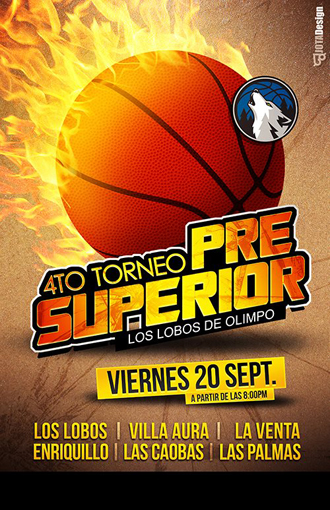 JOTADesign
4TO TORNEO PRE
SUPERIOR
LOS LOBOS DE OLIMPO
VIERNES 20 SEPT.
A PARTIR DE LAS 8:00PM
LOS LOBOS | VILLA AURA | LA VENTA
ENRIQUILLO | LAS CAOBAS | LAS PALMAS